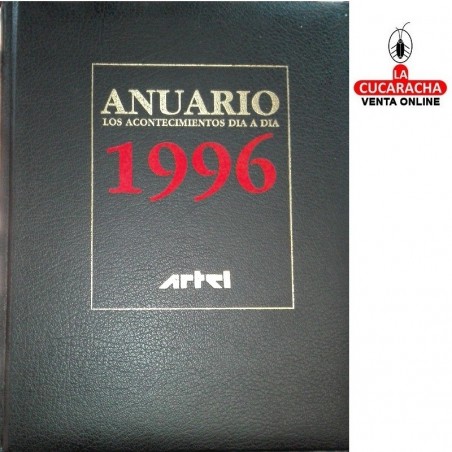 ANUARIO
LOS ACONTECIMIENTOS DIA A DIA
1996
Artel
LA
CUCARACHA
VENTA ONLINE